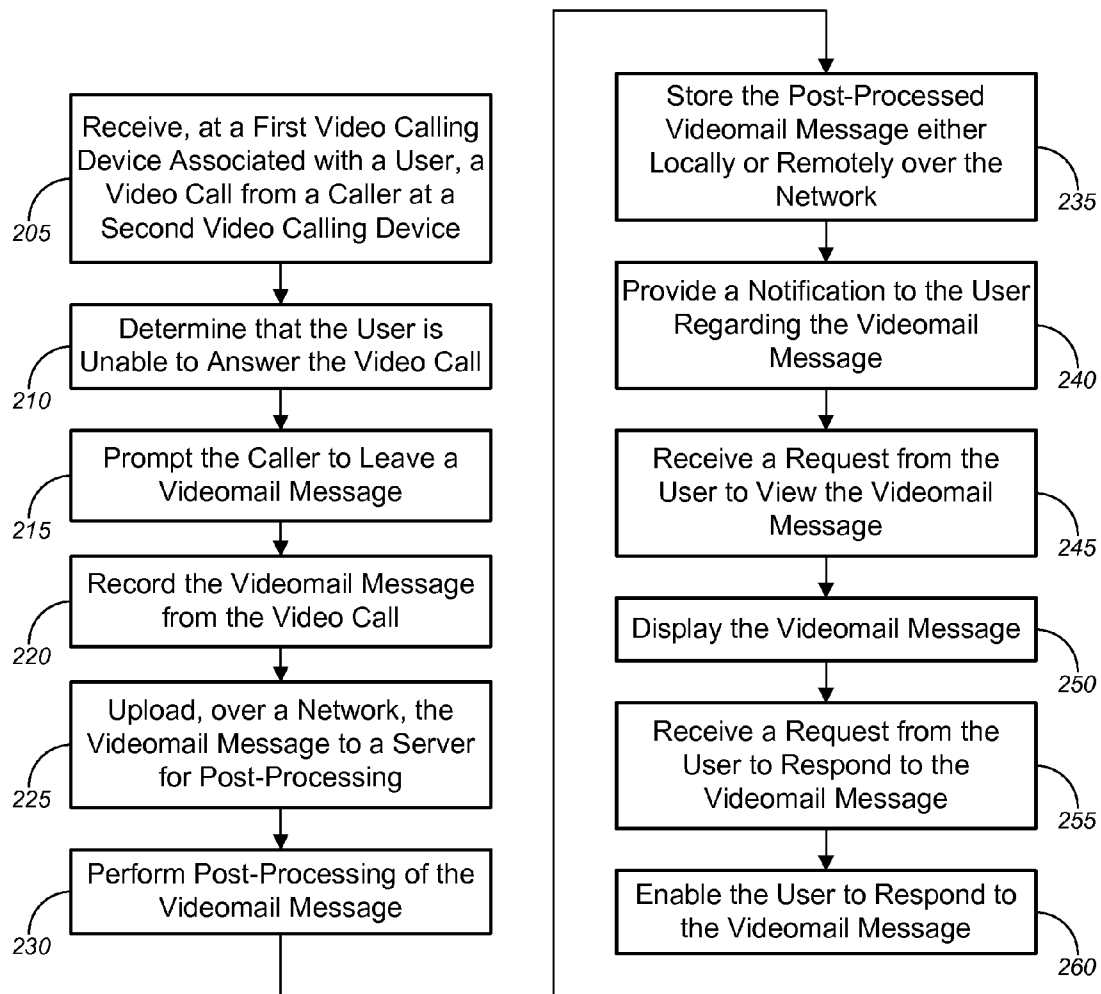 Receive, at a First Video Calling
Device Associated with a User, a
Video Call from a Caller at a
Second Video Calling Device
205
Determine that the User is
Unable to Answer the Video Call
210
Prompt the Caller to Leave a
Videomail Message
215
Record the Videomail Message
from the Video Call
220
Upload, over a Network, the
Videomail Message to a Server
for Post-Processing
225
Perform Post-Processing of the
Videomail Message
230
Store the Post-Processed
Videomail Message either
Locally or Remotely over the
Network
235
Provide a Notification to the User
Regarding the Videomail
Message
240
Receive a Request from the
User to View the Videomail
Message
245
Display the Videomail Message
250
Receive a Request from the
User to Respond to the
Videomail Message
255
Enable the User to Respond to
the Videomail Message
260